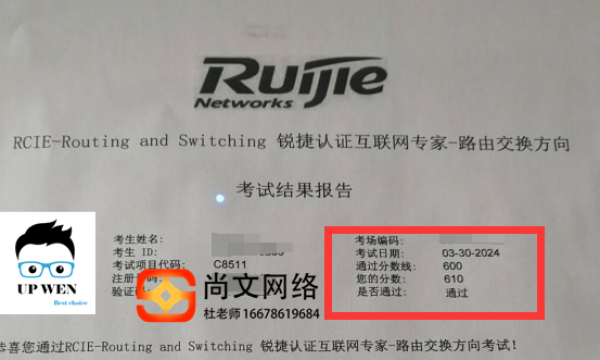 Ruijie
Networks
RCIE-Routing and Switching 锐捷认证互联网专家-路由交换方向
考试结果报告
考生姓名:
考生 ID:
考试项目代码: C8511
注册
验证
考场编码:
考试日期: 03-30-2024
通过分数线: 600
您的分数: 610
是否通过: 通过
UP WEN
Best choice
尚文网络
杜老师 16678619684
恭喜您通过RCIE-Routing and Switching 锐捷认证互联网专家-路由交换方向考试!